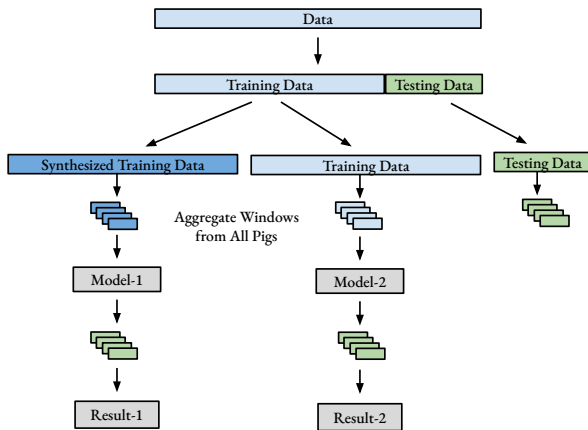 Data
Training Data
Testing Data
Synthesized Training Data
Training Data
Testing Data
Aggregate Windows
from All Pigs
Model-1
Model-2
Result-1
Result-2